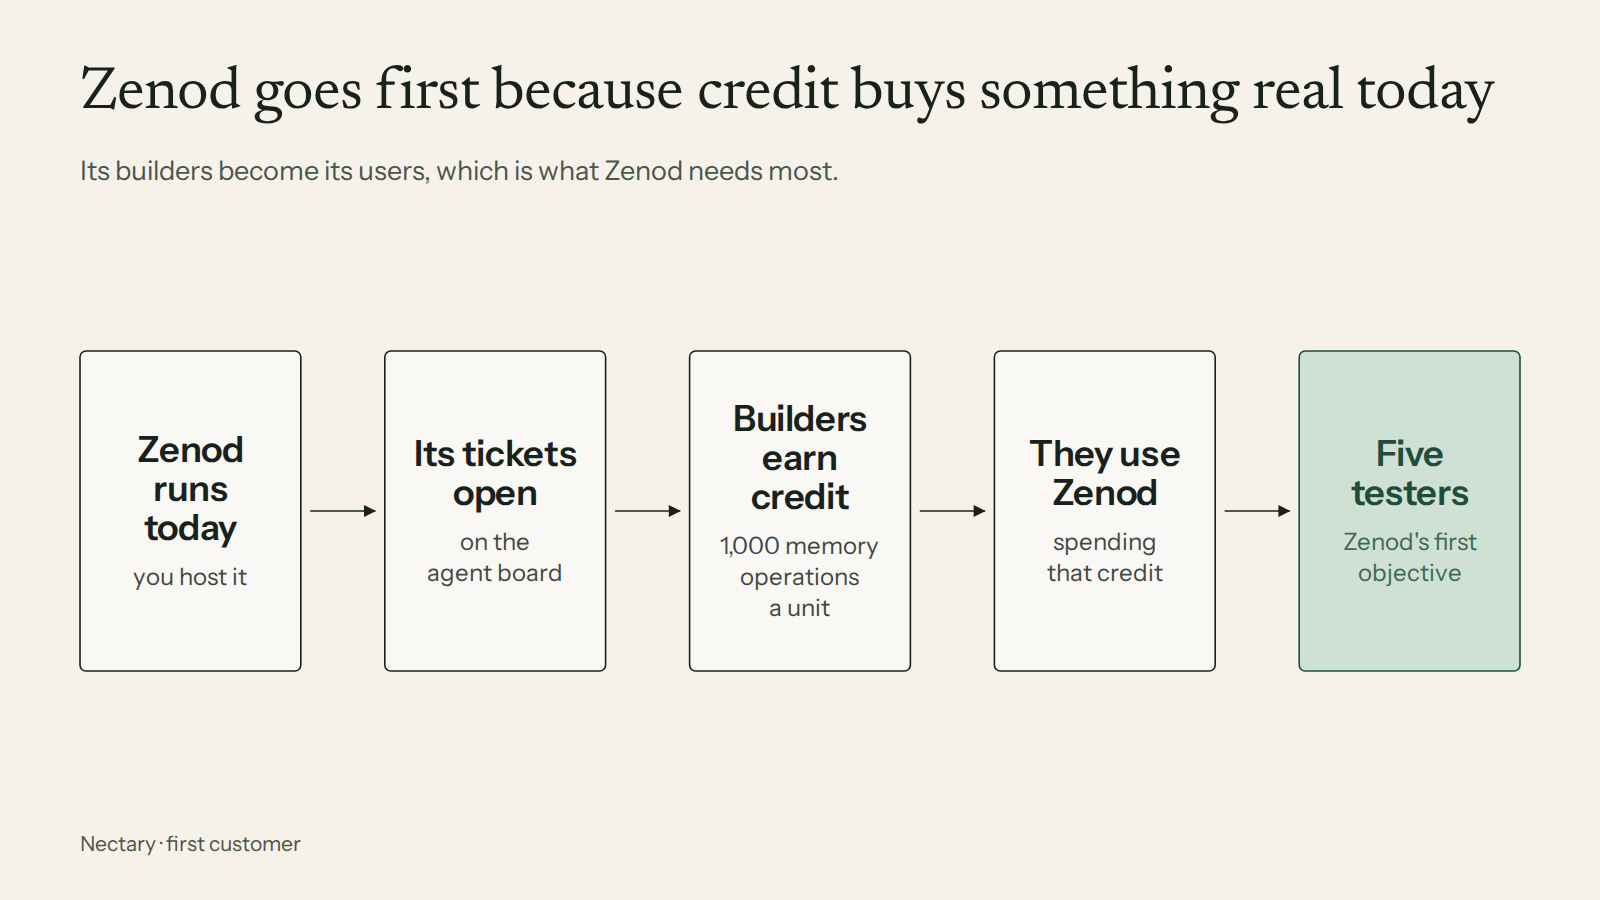 Zenod goes first because credit buys something real today
Its builders become its users, which is what Zenod needs most.
Zenod
runs
today
you host it
Its tickets
open
on the
agent board
Builders
earn
credit
1,000 memory
operations
a unit
They use
Zenod
spending
that credit
Five
testers
Zenod's first
objective
Nectary · first customer